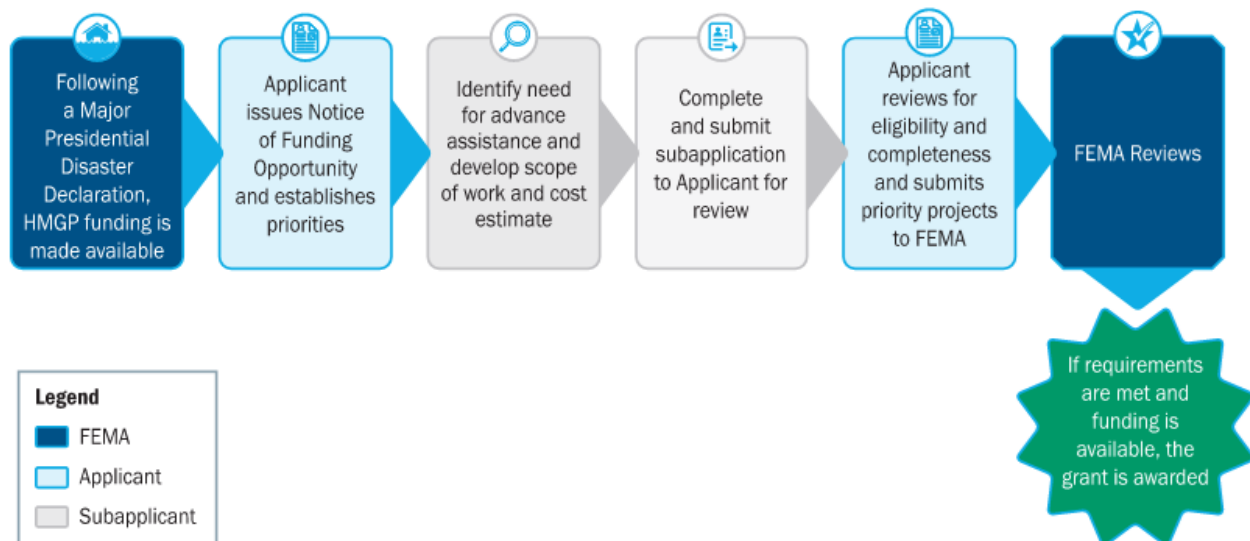 Following
a Major
Presidential
Disaster
Declaration,
HMGP funding is
made available
Applicant
issues Notice
of Funding
Opportunity
and establishes
priorities
Identify need
for advance
assistance and
develop scope
of work and cost
estimate
Complete
and submit
subapplication
to Applicant for
review
Applicant
reviews for
eligibility and
completeness
and submits
priority projects
to FEMA
FEMA Reviews
If requirements
are met and
funding is
available, the
grant is awarded
Legend
FEMA
Applicant
Subapplicant